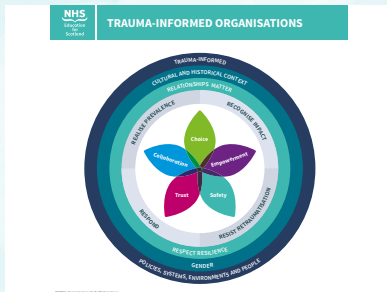 NHS
Education
for
Scotland
TRAUMA-INFORMED ORGANISATIONS
TRAUMA-INFORMED
CULTURAL AND HISTORICAL CONTEXT
RELATIONSHIPS MATTER
REALISE PREVALENCE
RECOGNISE IMPACT
Choice
Collaboration
Empowerment
Trust
Safety
RESPOND
RESIST RETRAUMATISATION
RESPECT RESILIENCE
GENDER
POLICIES, SYSTEMS, ENVIRONMENTS AND PEOPLE